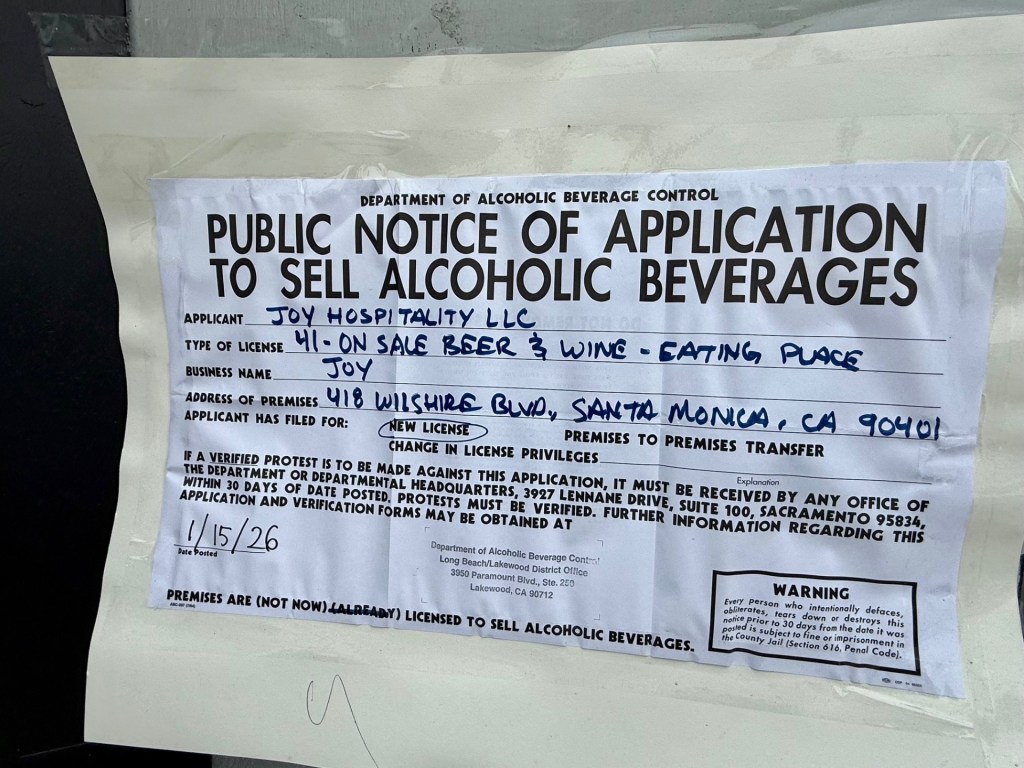 DEPARTMENT OF ALCOHOLIC BEVERAGE CONTROL
PUBLIC NOTICE OF APPLICATION
TO SELL ALCOHOLIC BEVERAGES
APPLICANT JOY HOSPITALITY LLC
TYPE OF LICENSE 41-ON SALE BEER & WINE - EATING PLACE
BUSINESS NAME JOY
ADDRESS OF PREMISES 418 WILSHIRE BLVD, SANTA MONICA, CA 90401
APPLICANT HAS FILED FOR: NEW LICENSE PREMISES TO PREMISES TRANSFER
CHANGE IN LICENSE PRIVILEGES
Explanation
IF A VERIFIED PROTEST IS TO BE MADE AGAINST THIS APPLICATION, IT MUST BE RECEIVED BY ANY OFFICE OF
THE DEPARTMENT OR DEPARTMENTAL HEADQUARTERS, 3927 LENNANE DRIVE, SUITE 100, SACRAMENTO 95834,
WITHIN 30 DAYS OF DATE POSTED. PROTESTS MUST BE VERIFIED. FURTHER INFORMATION REGARDING THIS
APPLICATION AND VERIFICATION FORMS MAY BE OBTAINED AT
1/15/26
Date Posted
Department of Alcoholic Beverage Control
Long Beach/Lakewood District Office
3950 Paramount Blvd., Ste. 250
Lakewood, CA 90712
PREMISES ARE (NOT NOW) (ALREADY) LICENSED TO SELL ALCOHOLIC BEVERAGES.
WARNING
Every person who intentionally defaces,
obliterates, tears down or destroys this
notice prior to 30 days from the date it was
posted is subject to fine or imprisonment in
the County Jail (Section 616, Penal Code).